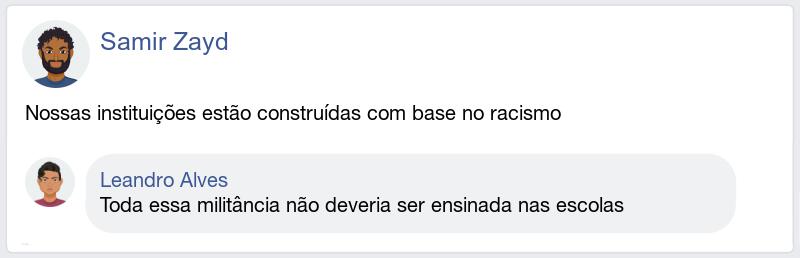 Samir Zayd
Nossas instituições estão construídas com base no racismo
Leandro Alves
Toda essa militância não deveria ser ensinada nas escolas